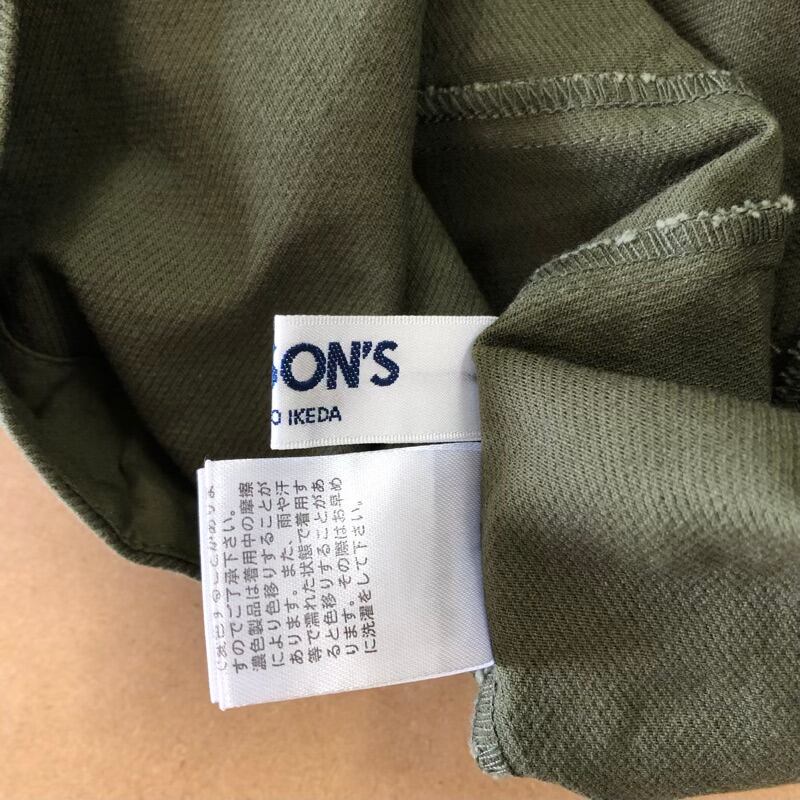 SON'S
IKEDA
すのでご了承下さい。
濃色製品は着用中の摩擦
により色移りすることが
あります。また、雨や汗
等で濡れた状態で着用す
ると色移りすることがあ
ります。その際はお早め
に洗濯をして下さい。